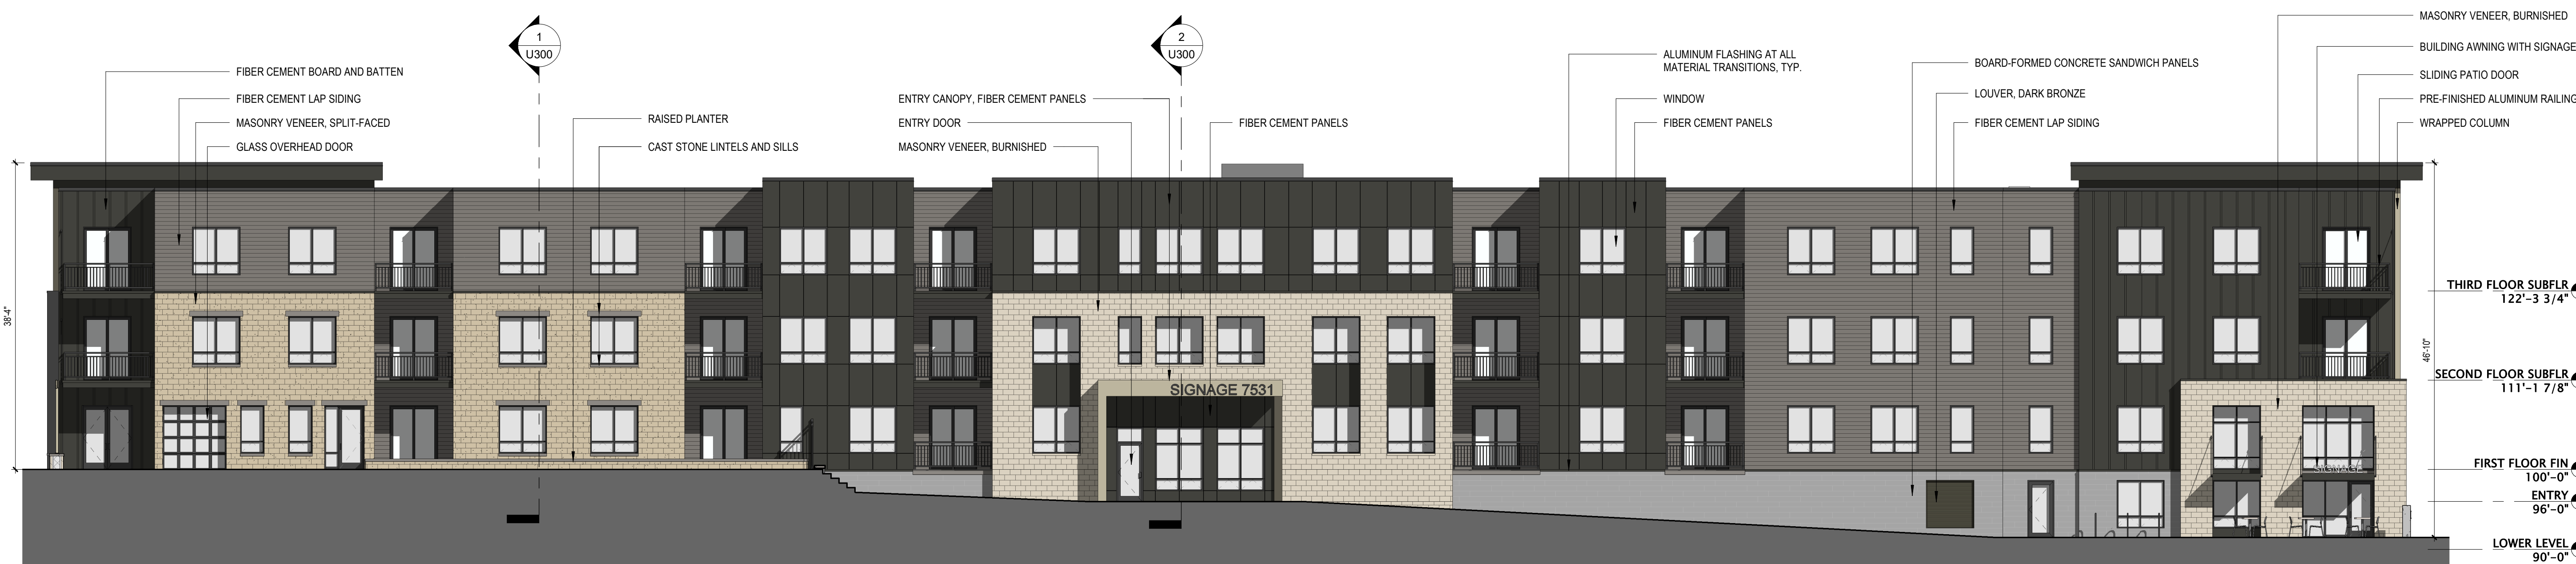 1
U300
2
U300
FIBER CEMENT BOARD AND BATTEN
FIBER CEMENT LAP SIDING
MASONRY VENEER, SPLIT-FACED
GLASS OVERHEAD DOOR
RAISED PLANTER
CAST STONE LINTELS AND SILLS
ENTRY CANOPY, FIBER CEMENT PANELS
ENTRY DOOR
MASONRY VENEER, BURNISHED
FIBER CEMENT PANELS
ALUMINUM FLASHING AT ALL
MATERIAL TRANSITIONS, TYP.
WINDOW
FIBER CEMENT PANELS
BOARD-FORMED CONCRETE SANDWICH PANELS
LOUVER, DARK BRONZE
FIBER CEMENT LAP SIDING
MASONRY VENEER, BURNISHED
BUILDING AWNING WITH SIGNAGE
SLIDING PATIO DOOR
PRE-FINISHED ALUMINUM RAILING
WRAPPED COLUMN
38'-4"
SIGNAGE 7531
SIGNAGE
46'-10"
THIRD FLOOR SUBFLR
122'-3 3/4"
SECOND FLOOR SUBFLR
111'-1 7/8"
FIRST FLOOR FIN
100'-0"
ENTRY
96'-0"
LOWER LEVEL
90'-0"